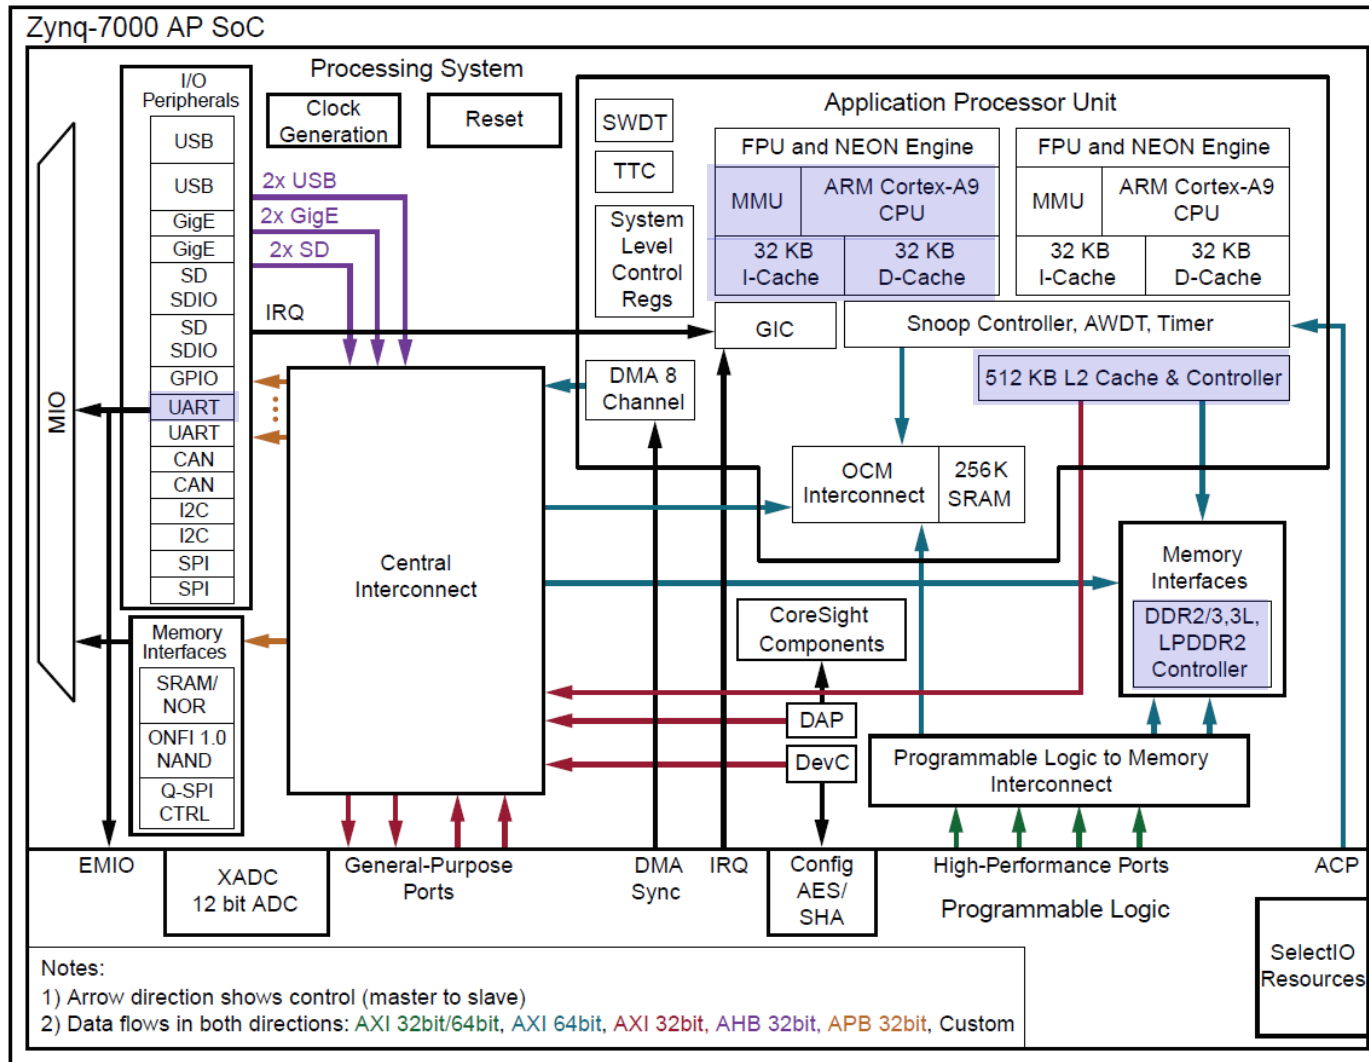 Zynq-7000 AP SoC
Processing System
I/O
Peripherals
USB
USB
GigE
GigE
SD
SDIO
SD
SDIO
GPIO
UART
UART
CAN
CAN
I2C
I2C
SPI
SPI
MIO
Memory
Interfaces
SRAM/
NOR
ONFI 1.0
NAND
Q-SPI
CTRL
Clock
Generation
Reset
2x USB
2x GigE
2x SD
IRQ
Central
Interconnect
Application Processor Unit
SWDT
TTC
System
Level
Control
Regs
FPU and NEON Engine
MMU
ARM Cortex-A9
CPU
32 KB
I-Cache
32 KB
D-Cache
FPU and NEON Engine
MMU
ARM Cortex-A9
CPU
32 KB
I-Cache
32 KB
D-Cache
GIC
Snoop Controller, AWDT, Timer
DMA 8
Channel
512 KB L2 Cache & Controller
OCM
Interconnect
256K
SRAM
Memory
Interfaces
DDR2/3,3L,
LPDDR2
Controller
CoreSight
Components
DAP
DevC
Programmable Logic to Memory
Interconnect
EMIO
XADC
12 bit ADC
General-Purpose
Ports
DMA
Sync
IRQ
Config
AES/
SHA
High-Performance Ports
ACP
Programmable Logic
SelectIO
Resources
Notes:
1) Arrow direction shows control (master to slave)
2) Data flows in both directions: AXI 32bit/64bit, AXI 64bit, AXI 32bit, AHB 32bit, APB 32bit, Custom